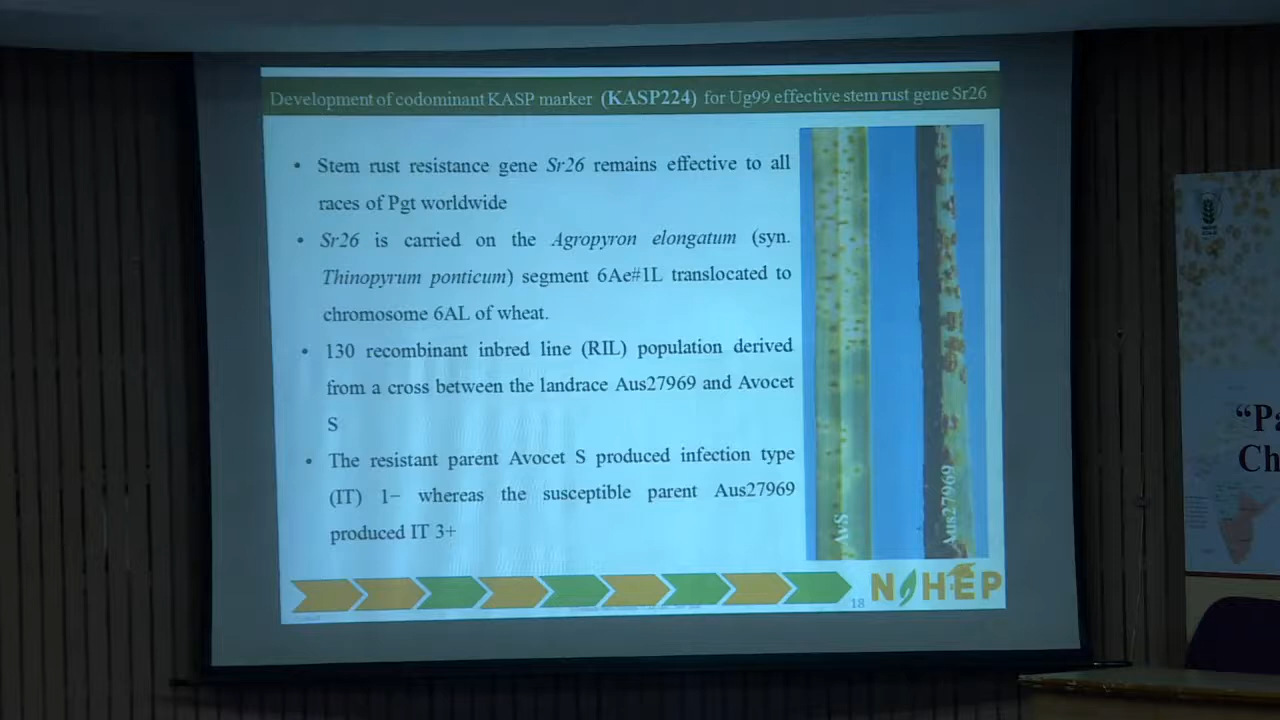 Development of codominant KASP marker (KASP224) for Ug99 effective stem rust gene Sr26
• Stem rust resistance gene Sr26 remains effective to all
races of Pgt worldwide
• Sr26 is carried on the Agropyron elongatum (syn.
Thinopyrum ponticum) segment 6Ae#1L translocated to
chromosome 6AL of wheat.
• 130 recombinant inbred line (RIL) population derived
from a cross between the landrace Aus27969 and Avocet
S
• The resistant parent Avocet S produced infection type
(IT) 1− whereas the susceptible parent Aus27969
produced IT 3+
AvS
Aus27969
18
NAHEP
“Pa
Ch